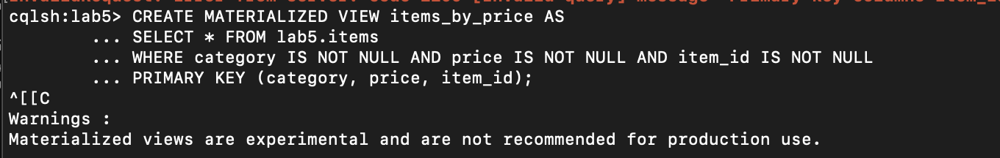 cqlsh:lab5> CREATE MATERIALIZED VIEW items_by_price AS
... SELECT * FROM lab5.items
... WHERE category IS NOT NULL AND price IS NOT NULL AND item_id IS NOT NULL
... PRIMARY KEY (category, price, item_id);
^[[C
Warnings :
Materialized views are experimental and are not recommended for production use.